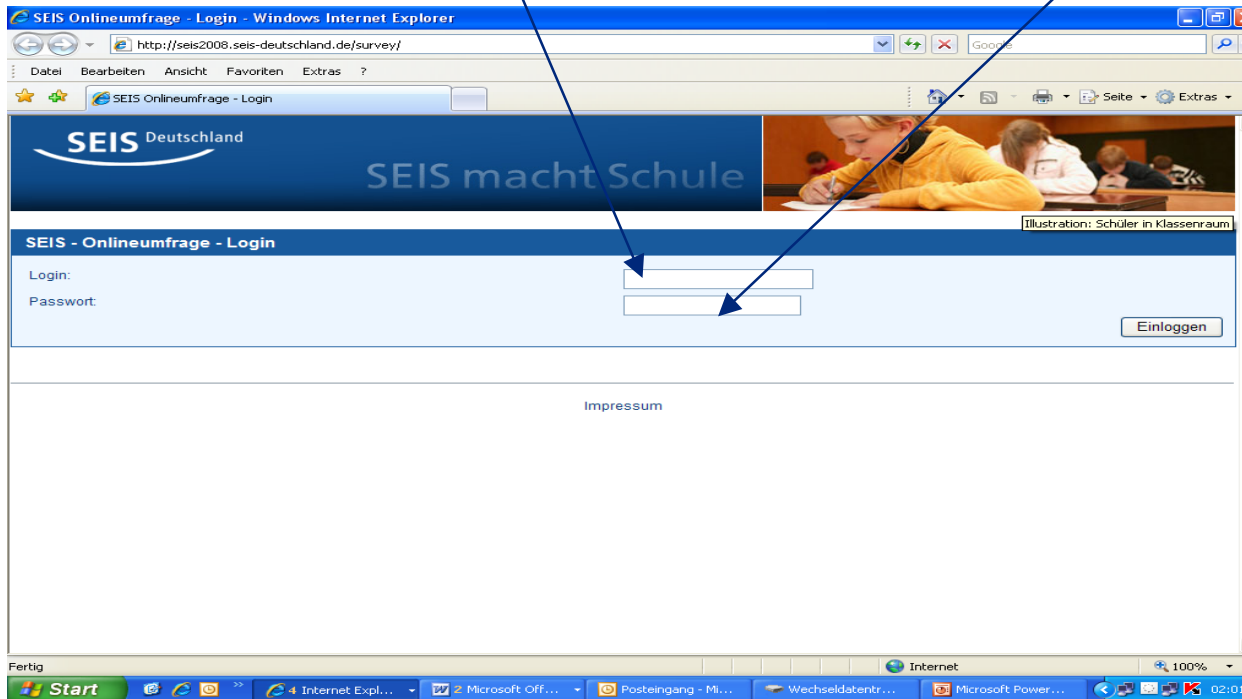 SEIS Onlineumfrage - Login - Windows Internet Explorer
http://seis2008.seis-deutschland.de/survey/
Google
Datei Bearbeiten Ansicht Favoriten Extras ?
SEIS Onlineumfrage - Login
Seite Extras
SEIS Deutschland
SEIS macht Schule
Illustration: Schüler in Klassenraum
SEIS - Onlineumfrage - Login
Login:
Passwort:
Einloggen
Impressum
Fertig
Internet
100%
Start
4 Internet Expl...
2 Microsoft Off...
Posteingang - Mi...
Wechseldatentr...
Microsoft Power...